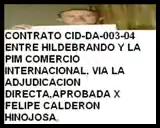 CONTRATO CID-DA-003-04
ENTRE HILDEBRANDO Y LA
PIM COMERCIO
INTERNACIONAL, VIA LA
ADJUDICACION
DIRECTA,APROBADA X
FELIPE CALDERON
HINOJOSA.